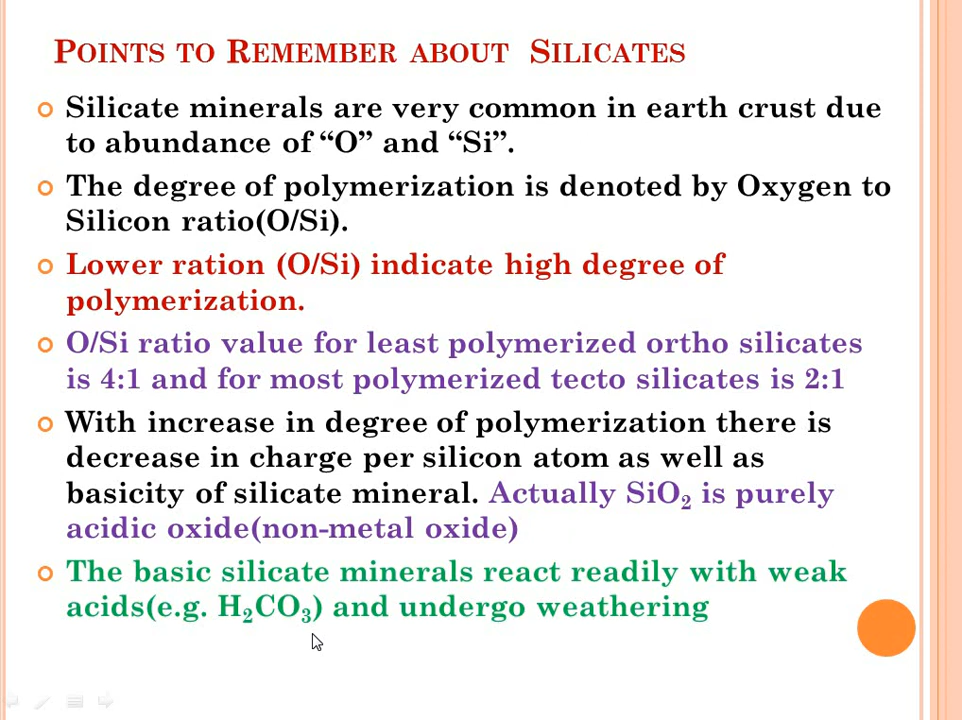 Points to Remember about Silicates
Silicate minerals are very common in earth crust due
to abundance of “O” and “Si”.
The degree of polymerization is denoted by Oxygen to
Silicon ratio(O/Si).
Lower ration (O/Si) indicate high degree of
polymerization.
O/Si ratio value for least polymerized ortho silicates
is 4:1 and for most polymerized tecto silicates is 2:1
With increase in degree of polymerization there is
decrease in charge per silicon atom as well as
basicity of silicate mineral. Actually SiO₂ is purely
acidic oxide(non-metal oxide)
The basic silicate minerals react readily with weak
acids(e.g. H₂CO₃) and undergo weathering